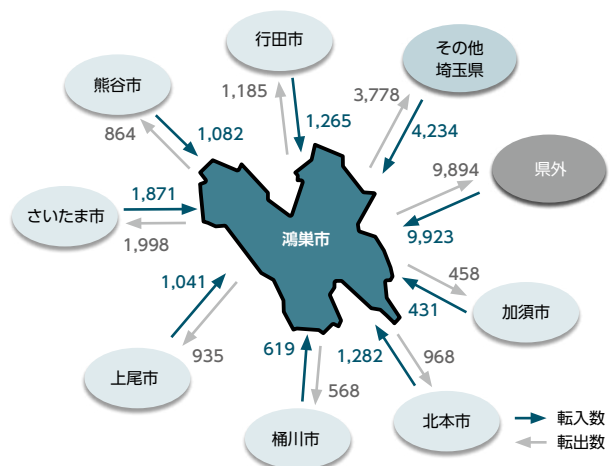 行田市
1,185
1,265
その他
埼玉県
3,778
4,234
熊谷市
864
1,082
県外
9,894
9,923
さいたま市
1,871
1,998
鴻巣市
加須市
458
431
上尾市
1,041
935
桶川市
619
568
北本市
1,282
968
転入数
転出数